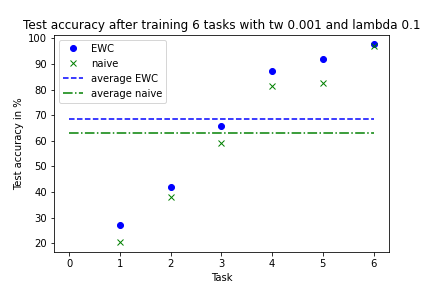 Test accuracy after training 6 tasks with tw 0.001 and lambda 0.1
EWC
naive
average EWC
average naive
Test accuracy in %
100
90
80
70
60
50
40
30
20
0 1 2 3 4 5 6
Task